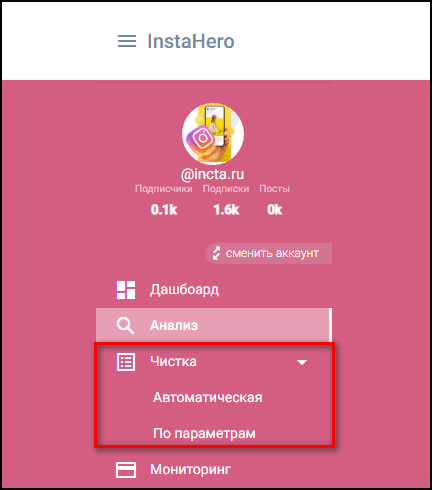 InstaHero
@incta.ru
Подписчики Подписки Посты
0.1k 1.6k 0k
сменить аккаунт
Дашбоард
Анализ
Чистка
Автоматическая
По параметрам
Мониторинг